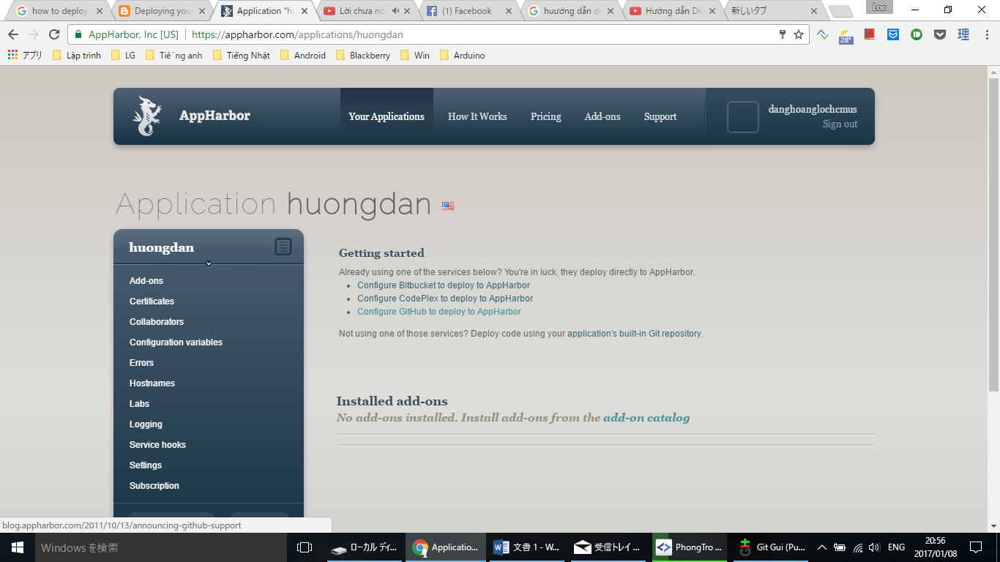 how to deploy
Deploying you
Application "hu
Lời chưa nó
(1) Facebook
huướng dẫn de
Hướng dẫn De
新しいタブ
Loc
AppHarbor, Inc [US] | https://appharbor.com/applications/huongdan
28°
理
アプリ
Lập trình
LG
Tiê´ng anh
Tiếng Nhật
Android
Blackberry
Win
Arduino
AppHarbor
Your Applications
How It Works
Pricing
Add-ons
Support
danghoanglochcmus
Sign out
Application huongdan
huongdan
Add-ons
Certificates
Collaborators
Configuration variables
Errors
Hostnames
Labs
Logging
Service hooks
Settings
Subscription
Getting started
Already using one of the services below? You're in luck, they deploy directly to AppHarbor.
Configure Bitbucket to deploy to AppHarbor
Configure CodePlex to deploy to AppHarbor
Configure GitHub to deploy to AppHarbor
Not using one of those services? Deploy code using your application's built-in Git repository.
Installed add-ons
No add-ons installed. Install add-ons from the add-on catalog
blog.appharbor.com/2011/10/13/announcing-github-support
Windows を検索
ローカル ディ...
Applicatio...
文書 1 - W...
受信トレイ ...
PhongTro ...
Git Gui (Pu...
ENG
20:56
2017/01/08